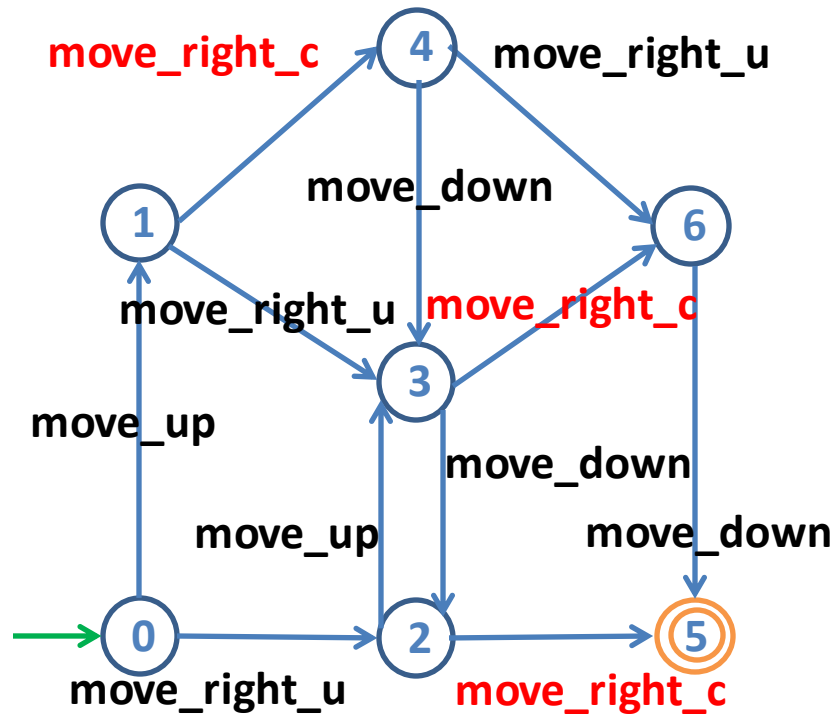 4
move_right_c
move_right_u
move_down
1
6
move_right_u
move_right_c
3
move_up
move_down
move_up
move_down
0
2
5
move_right_u
move_right_c